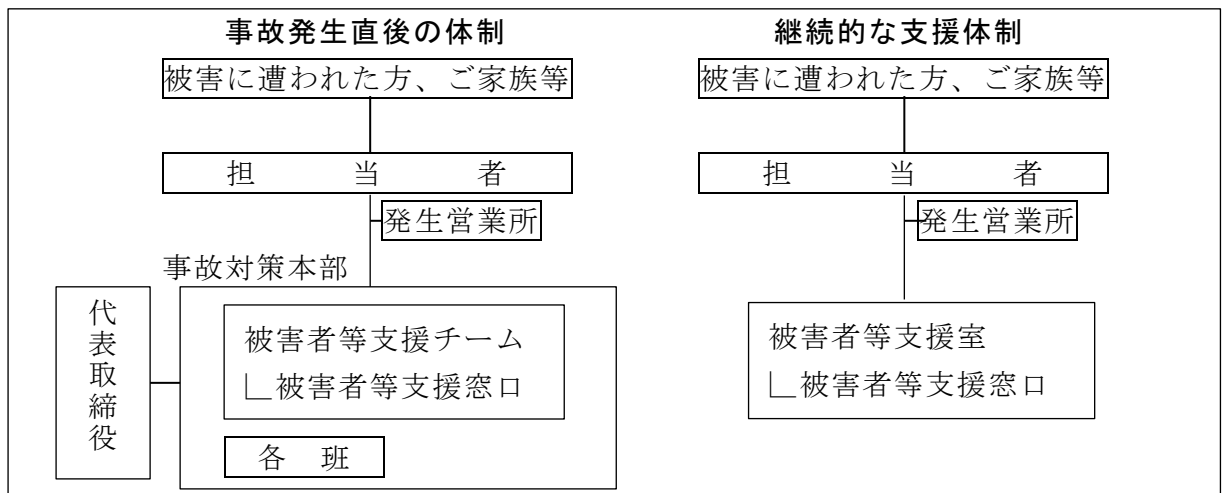 事故発生直後の体制
被害に遭われた方、ご家族等
担当者
発生営業所
事故対策本部
代表取締役
被害者等支援チーム
被害者等支援窓口
各班
継続的な支援体制
被害に遭われた方、ご家族等
担当者
発生営業所
被害者等支援室
被害者等支援窓口